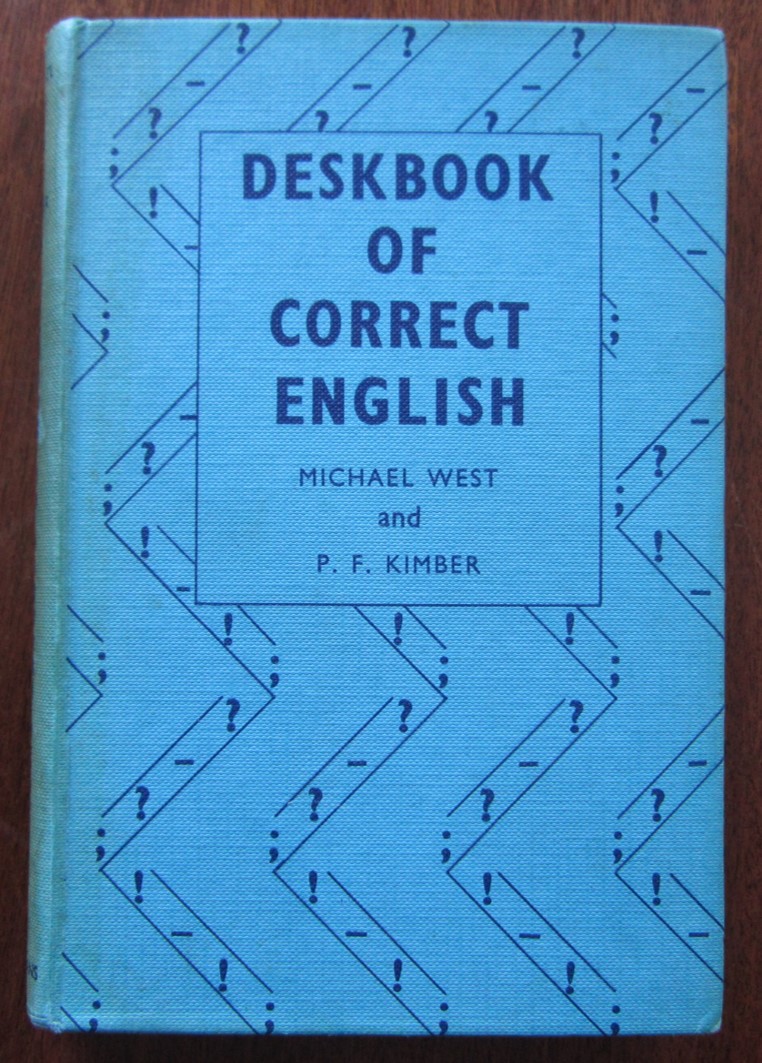 DESKBOOK
OF
CORRECT
ENGLISH
MICHAEL WEST
and
P. F. KIMBER